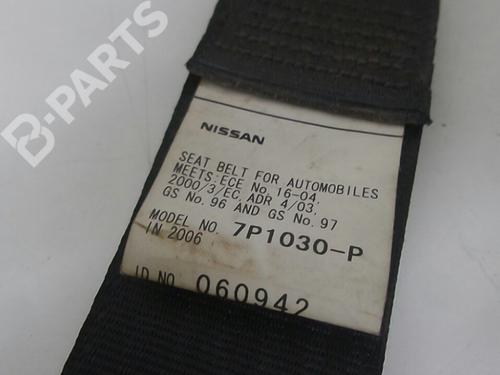 B-PARTS
NISSAN
SEAT BELT FOR AUTOMOBILES
MEETS:ECE No.16-04,
2000/3/EC, ADR 4/03,
GS No.96 AND GS No.97
MODEL NO. 7P1030-P
IN 2006
ID NO. 060942